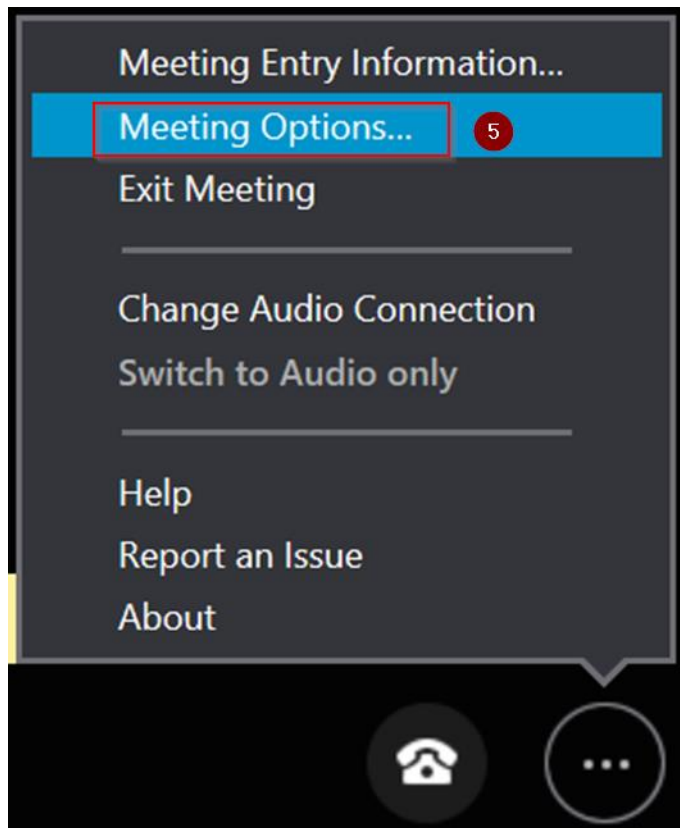 Meeting Entry Information...
Meeting Options... 5
Exit Meeting
Change Audio Connection
Switch to Audio only
Help
Report an Issue
About